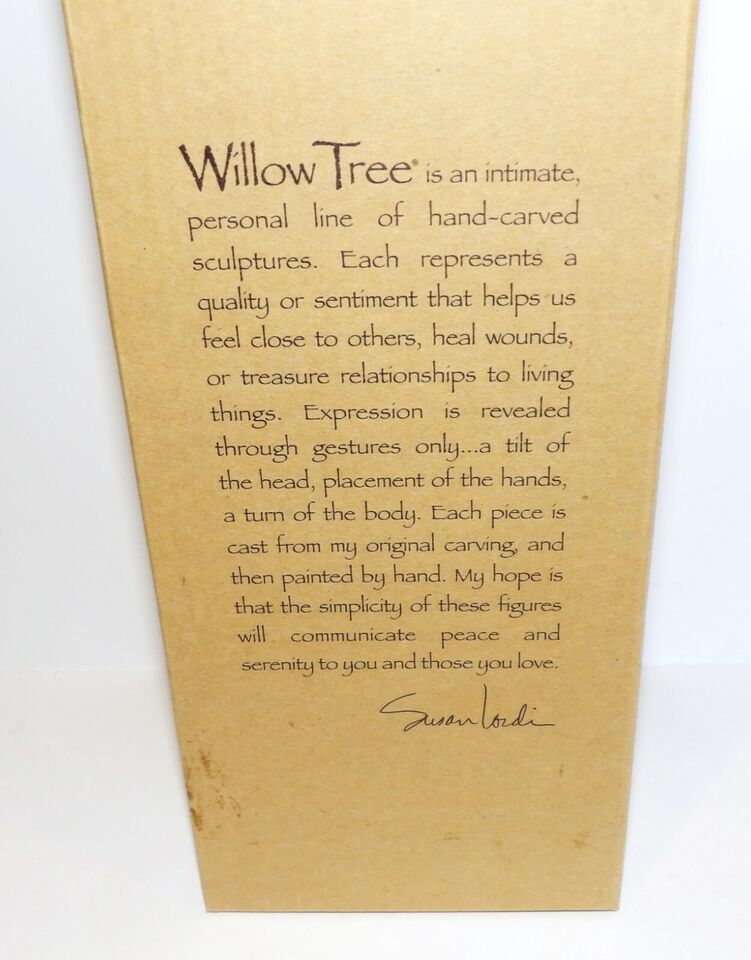 Willow Tree® is an intimate,
personal line of hand-carved
sculptures. Each represents a
quality or sentiment that helps us
feel close to others, heal wounds,
or treasure relationships to living
things. Expression is revealed
through gestures only...a tilt of
the head, placement of the hands,
a turn of the body. Each piece is
cast from my original carving, and
then painted by hand. My hope is
that the simplicity of these figures
will communicate peace and
serenity to you and those you love.
Susan Lordi